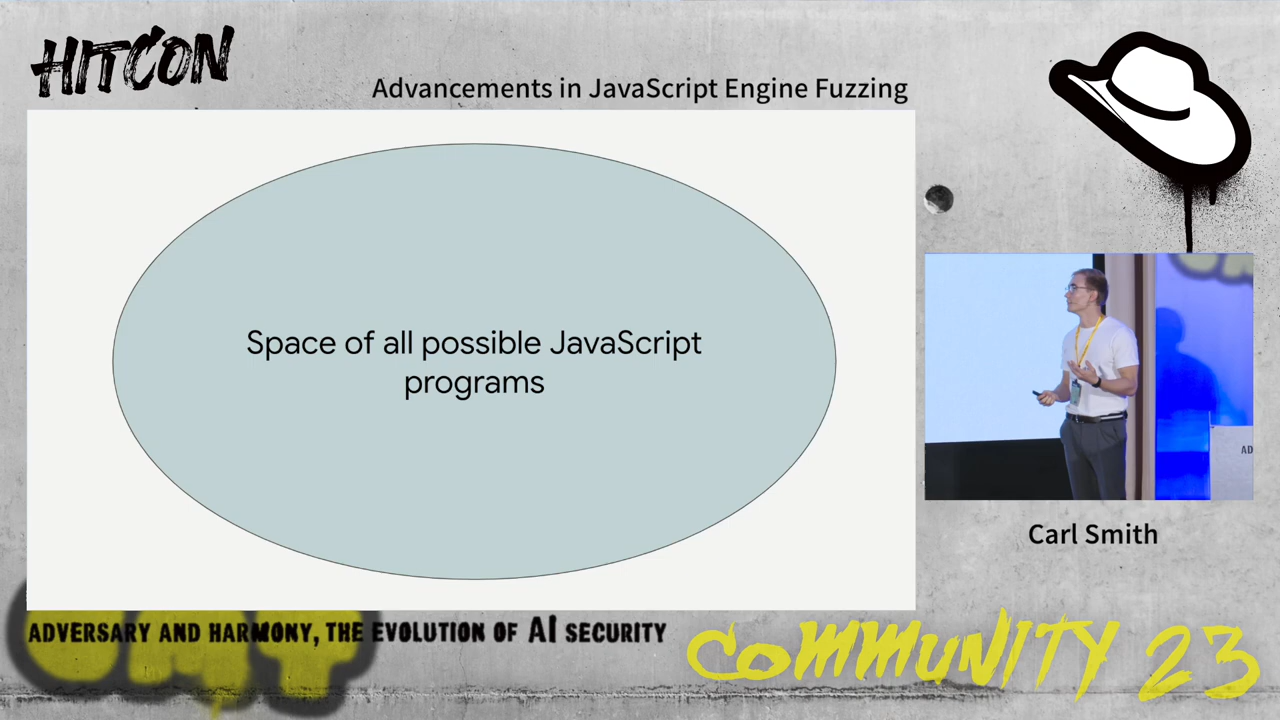 HITCON
Advancements in JavaScript Engine Fuzzing
Space of all possible JavaScript
programs
AD
Carl Smith
ADVERSARY AND HARMONY, THE EVOLUTION OF AI SECURITY
COMMUNITY 23